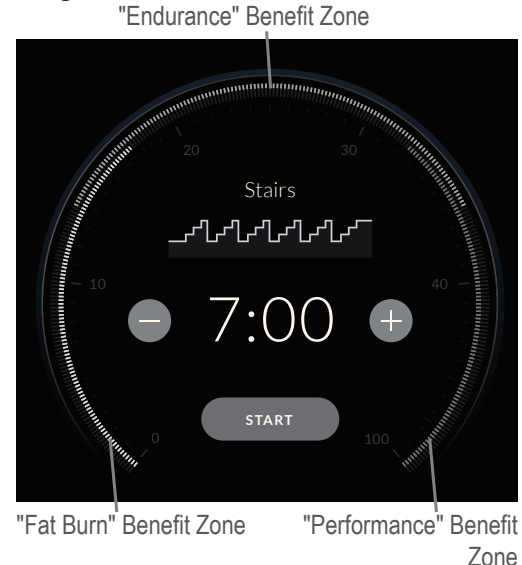 "Endurance" Benefit Zone
20
30
Stairs
10
40
7:00
START
0
100
"Fat Burn" Benefit Zone
"Performance" Benefit
Zone